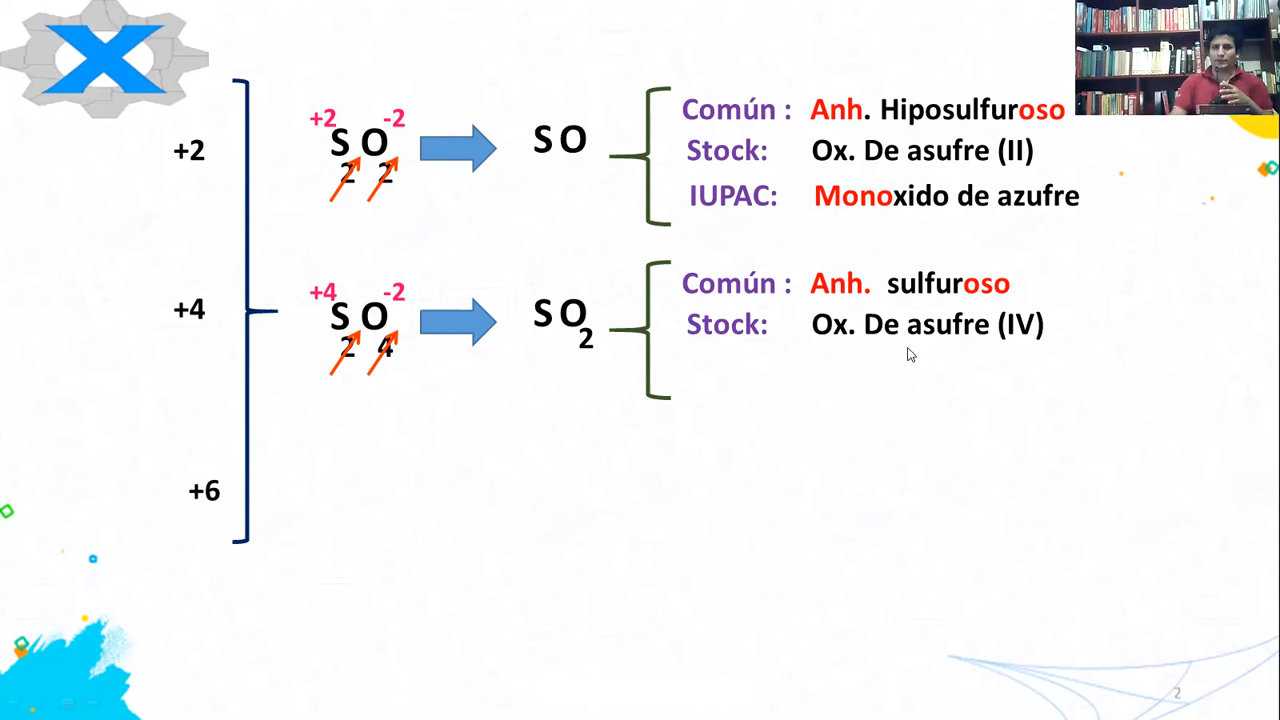 X
+2
+2 -2
S O
2 2
S O
Común : Anh. Hiposulfuroso
Stock: Ox. De asufre (II)
IUPAC: Monoxido de azufre
+4
+4 -2
S O
2 4
S O
2
Común : Anh. sulfuroso
Stock: Ox. De asufre (IV)
+6
2